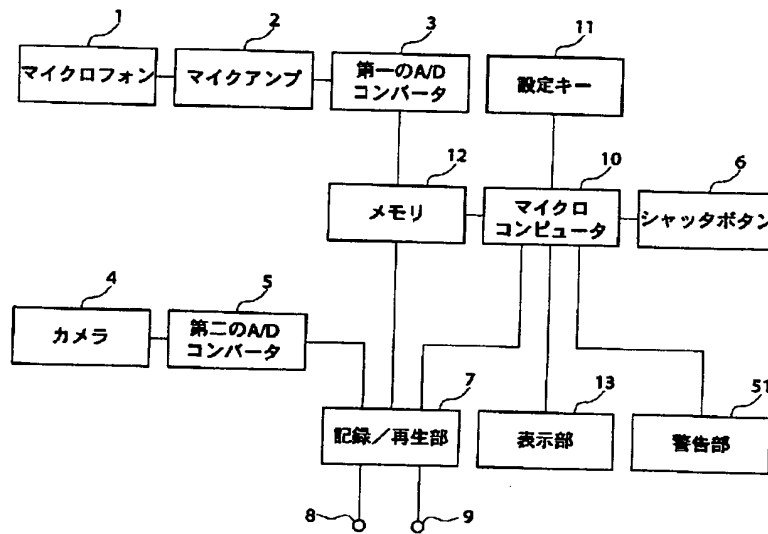 1
2
3
11
マイクロフォン
マイクアンプ
第一のA/D
コンバータ
設定キー
12
10
6
メモリ
マイクロ
コンピュータ
シャッタボタン
4
5
カメラ
第二のA/D
コンバータ
7
13
51
記録/再生部
表示部
警告部
8
9